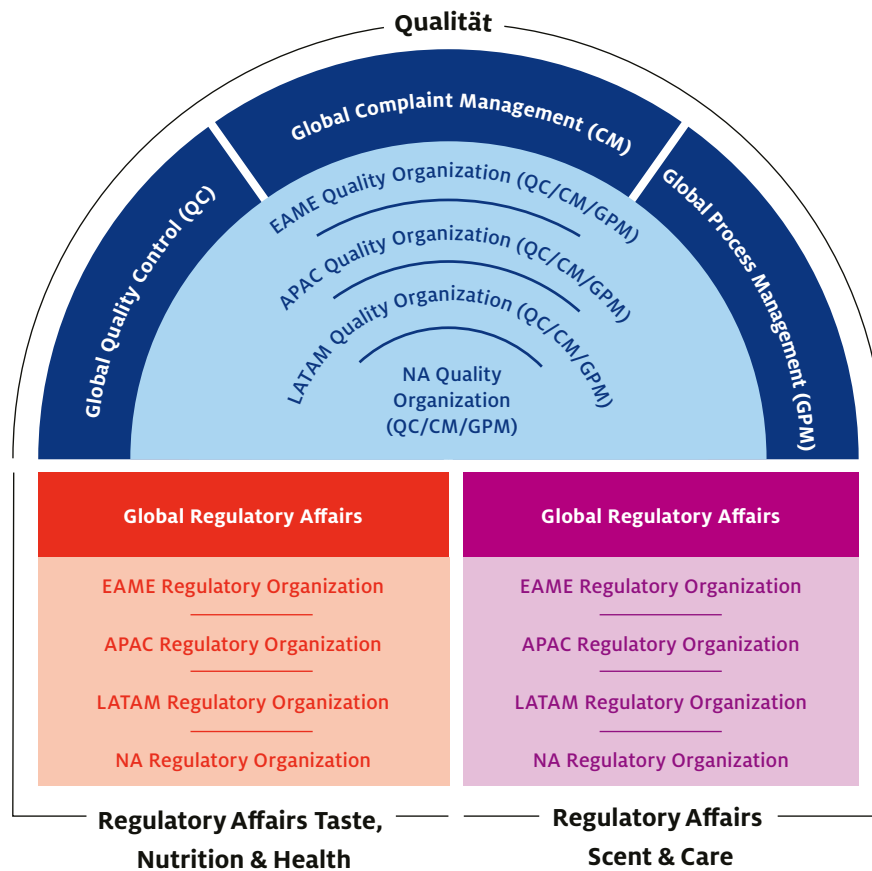 Qualität
Global Quality Control (QC)
Global Complaint Management (CM)
Global Process Management (GPM)
EAME Quality Organization (QC/CM/GPM)
APAC Quality Organization (QC/CM/GPM)
LATAM Quality Organization (QC/CM/GPM)
NA Quality
Organization
(QC/CM/GPM)
Global Regulatory Affairs
EAME Regulatory Organization
APAC Regulatory Organization
LATAM Regulatory Organization
NA Regulatory Organization
Regulatory Affairs Taste,
Nutrition & Health
Global Regulatory Affairs
EAME Regulatory Organization
APAC Regulatory Organization
LATAM Regulatory Organization
NA Regulatory Organization
Regulatory Affairs
Scent & Care